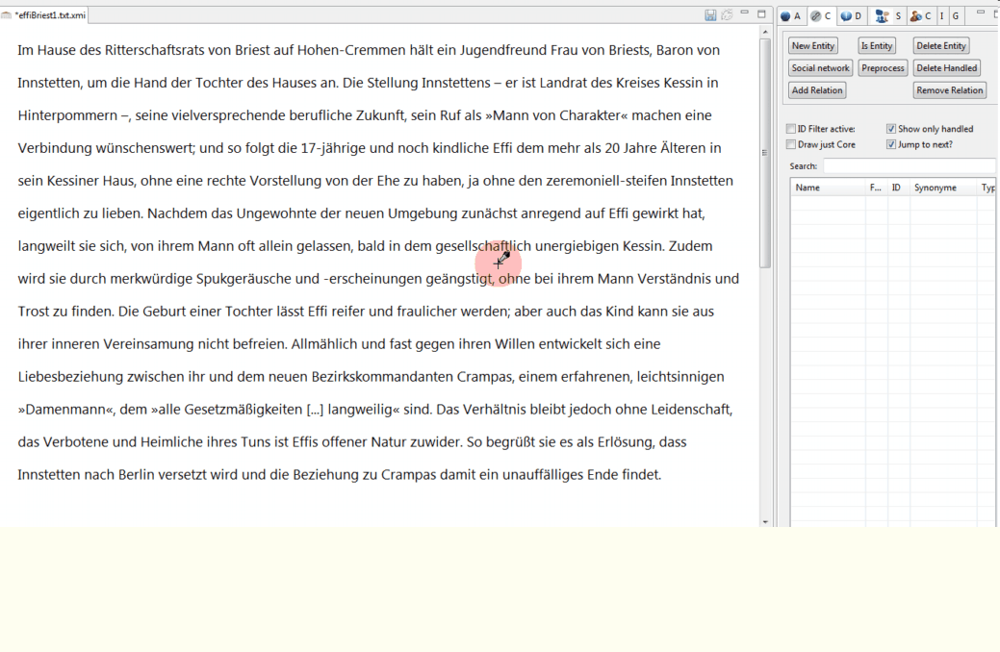 *effiBriest1.txt.xmi
Im Hause des Ritterschaftsrats von Briest auf Hohen-Cremmen hält ein Jugendfreund Frau von Briests, Baron von
Innstetten, um die Hand der Tochter des Hauses an. Die Stellung Innstettens – er ist Landrat des Kreises Kessin in
Hinterpommern –, seine vielversprechende berufliche Zukunft, sein Ruf als »Mann von Charakter« machen eine
Verbindung wünschenswert; und so folgt die 17-jährige und noch kindliche Effi dem mehr als 20 Jahre Älteren in
sein Kessiner Haus, ohne eine rechte Vorstellung von der Ehe zu haben, ja ohne den zeremoniell-steifen Innstetten
eigentlich zu lieben. Nachdem das Ungewohnte der neuen Umgebung zunächst anregend auf Effi gewirkt hat,
langweilt sie sich, von ihrem Mann oft allein gelassen, bald in dem gesellschaftlich unergiebigen Kessin. Zudem
wird sie durch merkwürdige Spukgeräusche und -erscheinungen geängstigt, ohne bei ihrem Mann Verständnis und
Trost zu finden. Die Geburt einer Tochter lässt Effi reifer und fraulicher werden; aber auch das Kind kann sie aus
ihrer inneren Vereinsamung nicht befreien. Allmählich und fast gegen ihren Willen entwickelt sich eine
Liebesbeziehung zwischen ihr und dem neuen Bezirkskommandanten Crampas, einem erfahrenen, leichtsinnigen
»Damenmann«, dem »alle Gesetzmäßigkeiten [...] langweilig« sind. Das Verhältnis bleibt jedoch ohne Leidenschaft,
das Verbotene und Heimliche ihres Tuns ist Effis offener Natur zuwider. So begrüßt sie es als Erlösung, dass
Innstetten nach Berlin versetzt wird und die Beziehung zu Crampas damit ein unauffälliges Ende findet.
A C D S C I G
New Entity Is Entity Delete Entity
Social network Preprocess Delete Handled
Add Relation Remove Relation
ID Filter active: Show only handled
Draw just Core Jump to next?
Search:
Name F... ID Synonyme Typ